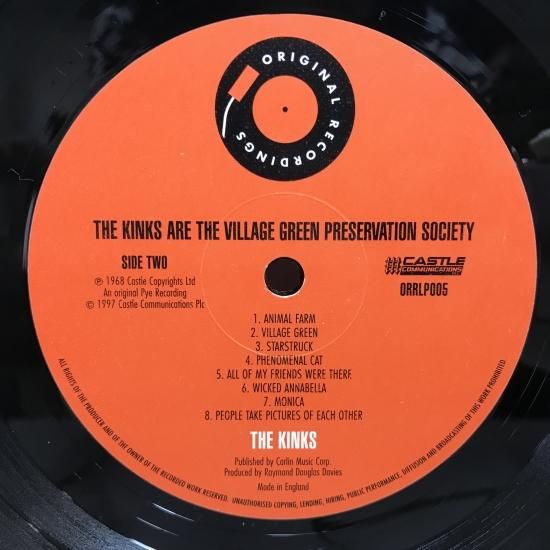 ORIGINAL RECORDINGS
THE KINKS ARE THE VILLAGE GREEN PRESERVATION SOCIETY
SIDE TWO
℗ 1968 Castle Copyrights Ltd
An original Pye Recording
© 1997 Castle Communications Plc
CASTLE
COMMUNICATIONS
ORRLP005
1. ANIMAL FARM
2. VILLAGE GREEN
3. STARSTRUCK
4. PHENOMENAL CAT
5. ALL OF MY FRIENDS WERE THERE
6. WICKED ANNABELLA
7. MONICA
8. PEOPLE TAKE PICTURES OF EACH OTHER
THE KINKS
Published by Carlin Music Corp.
Produced by Raymond Douglas Davies
Made in England
ALL RIGHTS OF THE PRODUCER AND OF THE OWNER OF THE RECORDED WORK RESERVED. UNAUTHORISED COPYING, LENDING, HIRING, PUBLIC PERFORMANCE, DIFFUSION AND BROADCASTING OF THIS WORK PROHIBITED.